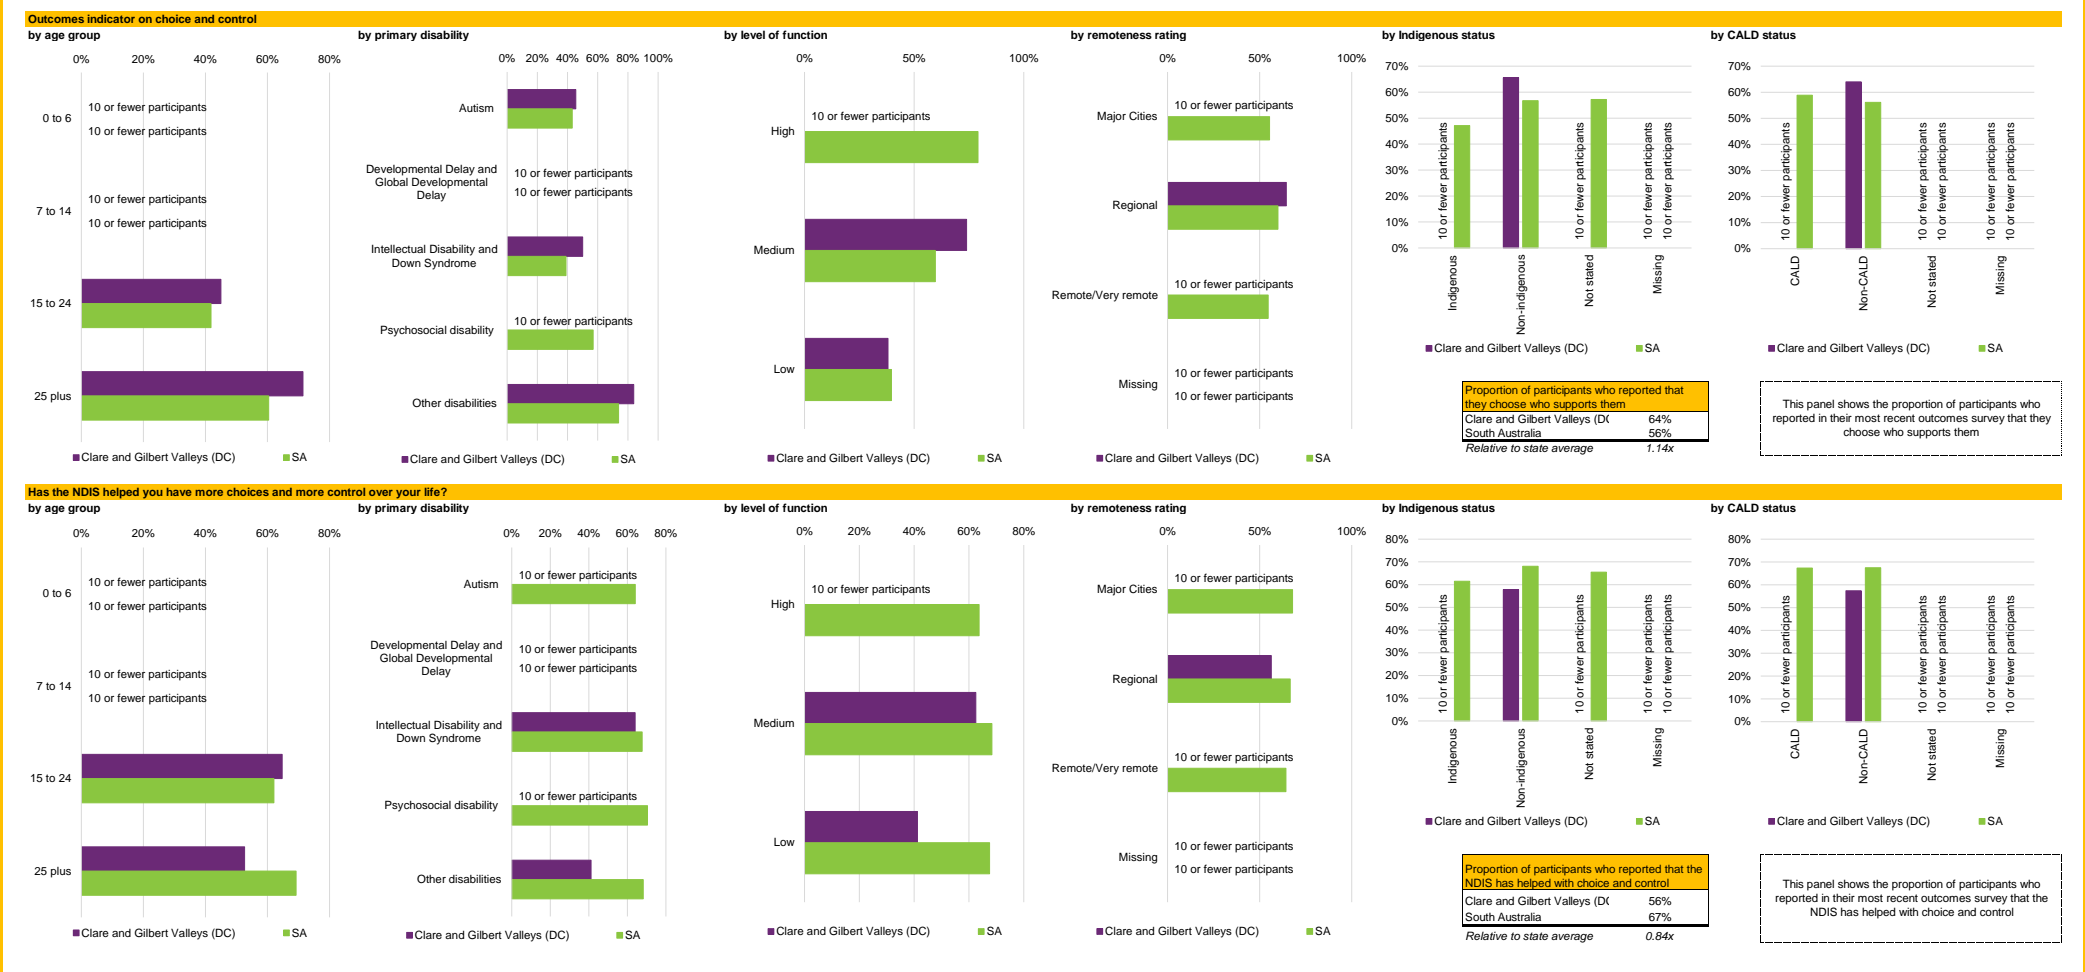 Outcomes indicator on choice and control
by age group
0% 20% 40% 60% 80%
0 to 6
10 or fewer participants
10 or fewer participants
7 to 14
10 or fewer participants
10 or fewer participants
15 to 24
25 plus
Clare and Gilbert Valleys (DC) SA
by primary disability
0% 20% 40% 60% 80% 100%
Autism
Developmental Delay and
Global Developmental
Delay
10 or fewer participants
10 or fewer participants
Intellectual Disability and
Down Syndrome
Psychosocial disability
10 or fewer participants
Other disabilities
Clare and Gilbert Valleys (DC) SA
by level of function
0% 50% 100%
High
10 or fewer participants
Medium
Low
Clare and Gilbert Valleys (DC) SA
by remoteness rating
0% 50% 100%
Major Cities
10 or fewer participants
Regional
Remote/Very remote
10 or fewer participants
Missing
10 or fewer participants
10 or fewer participants
Clare and Gilbert Valleys (DC) SA
by Indigenous status
70%
60%
50%
40%
30%
20%
10%
0%
10 or fewer participants
10 or fewer participants
10 or fewer participants
10 or fewer participants
Indigenous
Non-indigenous
Not stated
Missing
Clare and Gilbert Valleys (DC) SA
Proportion of participants who reported that
they choose who supports them
Clare and Gilbert Valleys (DC 64%
South Australia 56%
Relative to state average 1.14x
by CALD status
70%
60%
50%
40%
30%
20%
10%
0%
10 or fewer participants
10 or fewer participants
10 or fewer participants
10 or fewer participants
10 or fewer participants
CALD
Non-CALD
Not stated
Missing
Clare and Gilbert Valleys (DC) SA
This panel shows the proportion of participants who
reported in their most recent outcomes survey that they
choose who supports them
Has the NDIS helped you have more choices and more control over your life?
by age group
0% 20% 40% 60% 80%
0 to 6
10 or fewer participants
10 or fewer participants
7 to 14
10 or fewer participants
10 or fewer participants
15 to 24
25 plus
Clare and Gilbert Valleys (DC) SA
by primary disability
0% 20% 40% 60% 80%
Autism
10 or fewer participants
Developmental Delay and
Global Developmental
Delay
10 or fewer participants
10 or fewer participants
Intellectual Disability and
Down Syndrome
Psychosocial disability
10 or fewer participants
Other disabilities
Clare and Gilbert Valleys (DC) SA
by level of function
0% 20% 40% 60% 80%
High
10 or fewer participants
Medium
Low
Clare and Gilbert Valleys (DC) SA
by remoteness rating
0% 50% 100%
Major Cities
10 or fewer participants
Regional
Remote/Very remote
10 or fewer participants
Missing
10 or fewer participants
10 or fewer participants
Clare and Gilbert Valleys (DC) SA
by Indigenous status
80%
70%
60%
50%
40%
30%
20%
10%
0%
10 or fewer participants
10 or fewer participants
10 or fewer participants
10 or fewer participants
Indigenous
Non-indigenous
Not stated
Missing
Clare and Gilbert Valleys (DC) SA
Proportion of participants who reported that the
NDIS has helped with choice and control
Clare and Gilbert Valleys (DC 56%
South Australia 67%
Relative to state average 0.84x
by CALD status
80%
70%
60%
50%
40%
30%
20%
10%
0%
10 or fewer participants
10 or fewer participants
10 or fewer participants
10 or fewer participants
10 or fewer participants
CALD
Non-CALD
Not stated
Missing
Clare and Gilbert Valleys (DC) SA
This panel shows the proportion of participants who
reported in their most recent outcomes survey that the
NDIS has helped with choice and control